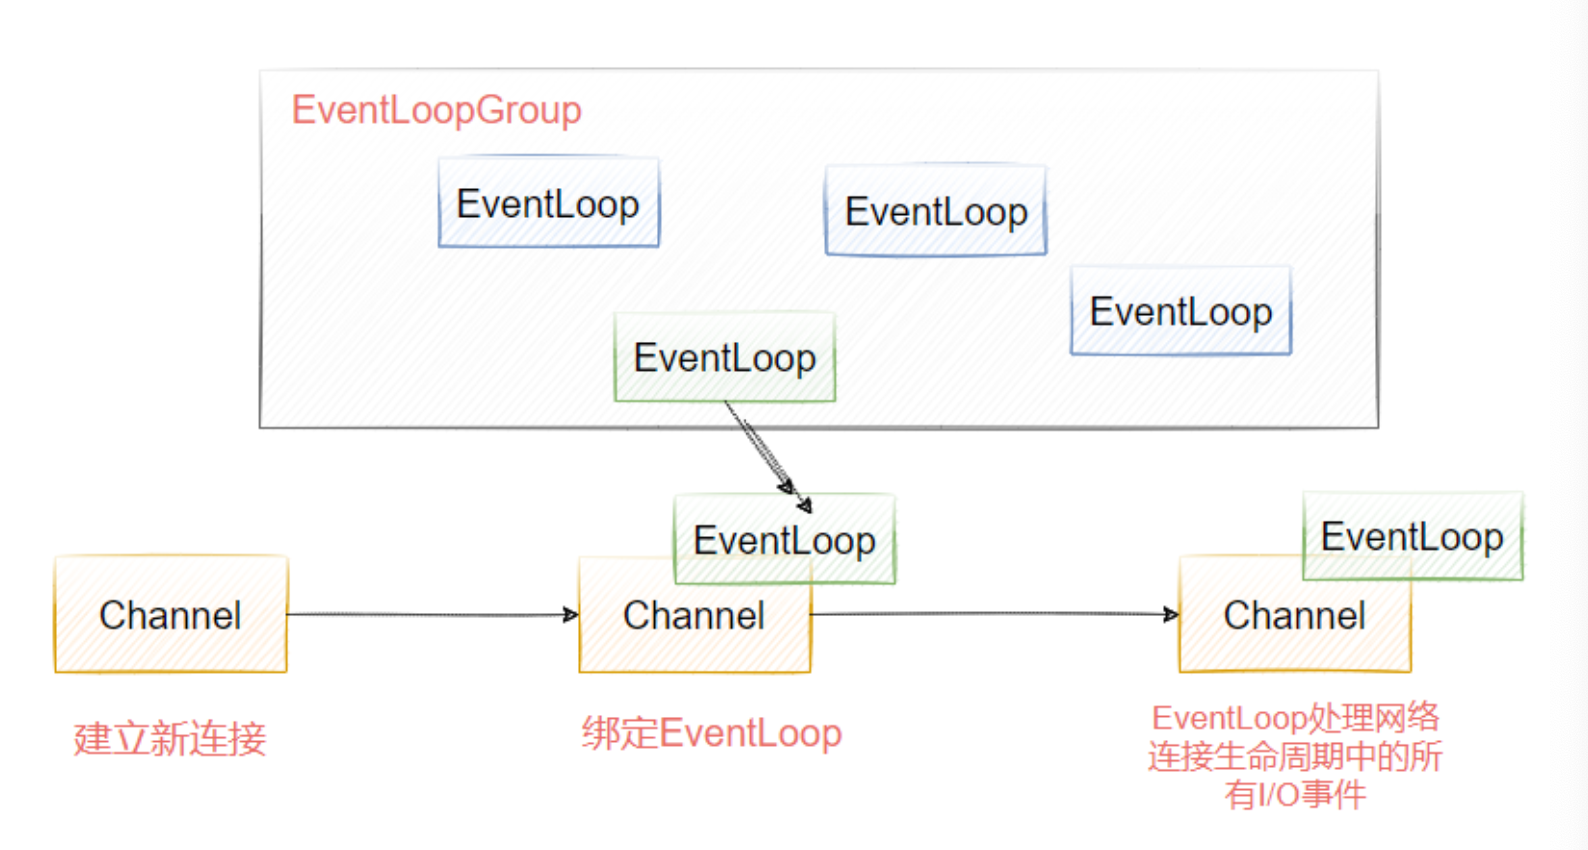 EventLoopGroup
EventLoop
EventLoop
EventLoop
EventLoop
EventLoop
EventLoop
Channel
Channel
Channel
建立新连接
绑定EventLoop
EventLoop处理网络
连接生命周期中的所
有I/O事件